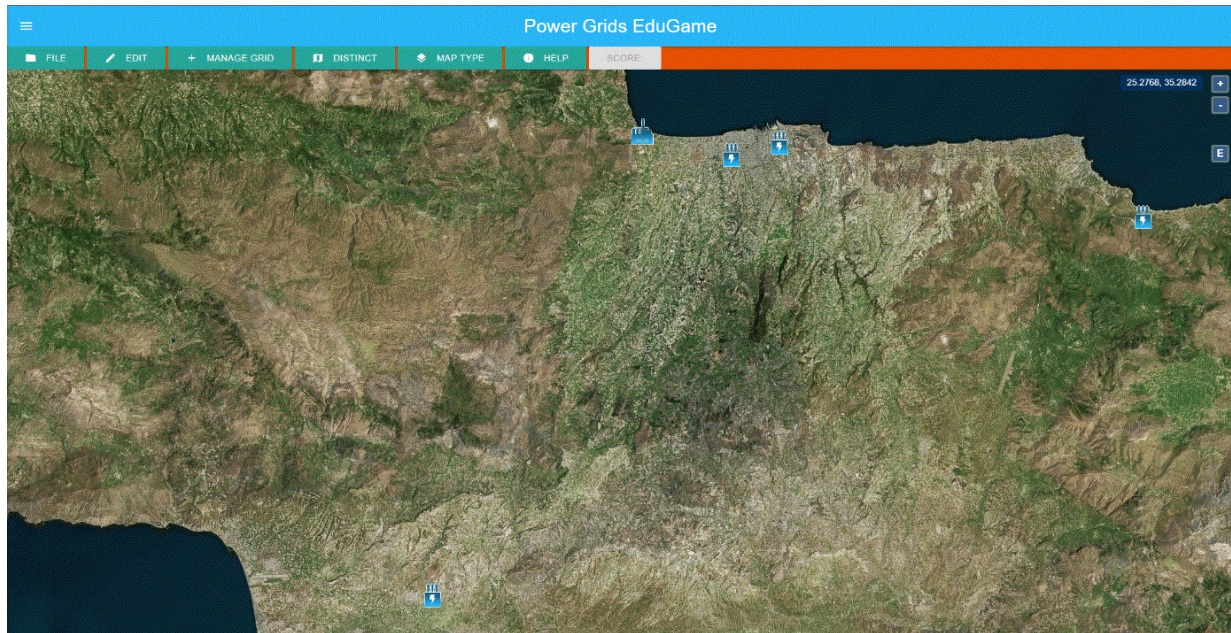 Power Grids EduGame
FILE
EDIT
+ MANAGE GRID
DISTINCT
MAP TYPE
HELP
SCORE:
25.2768, 35.2842
+
-
E